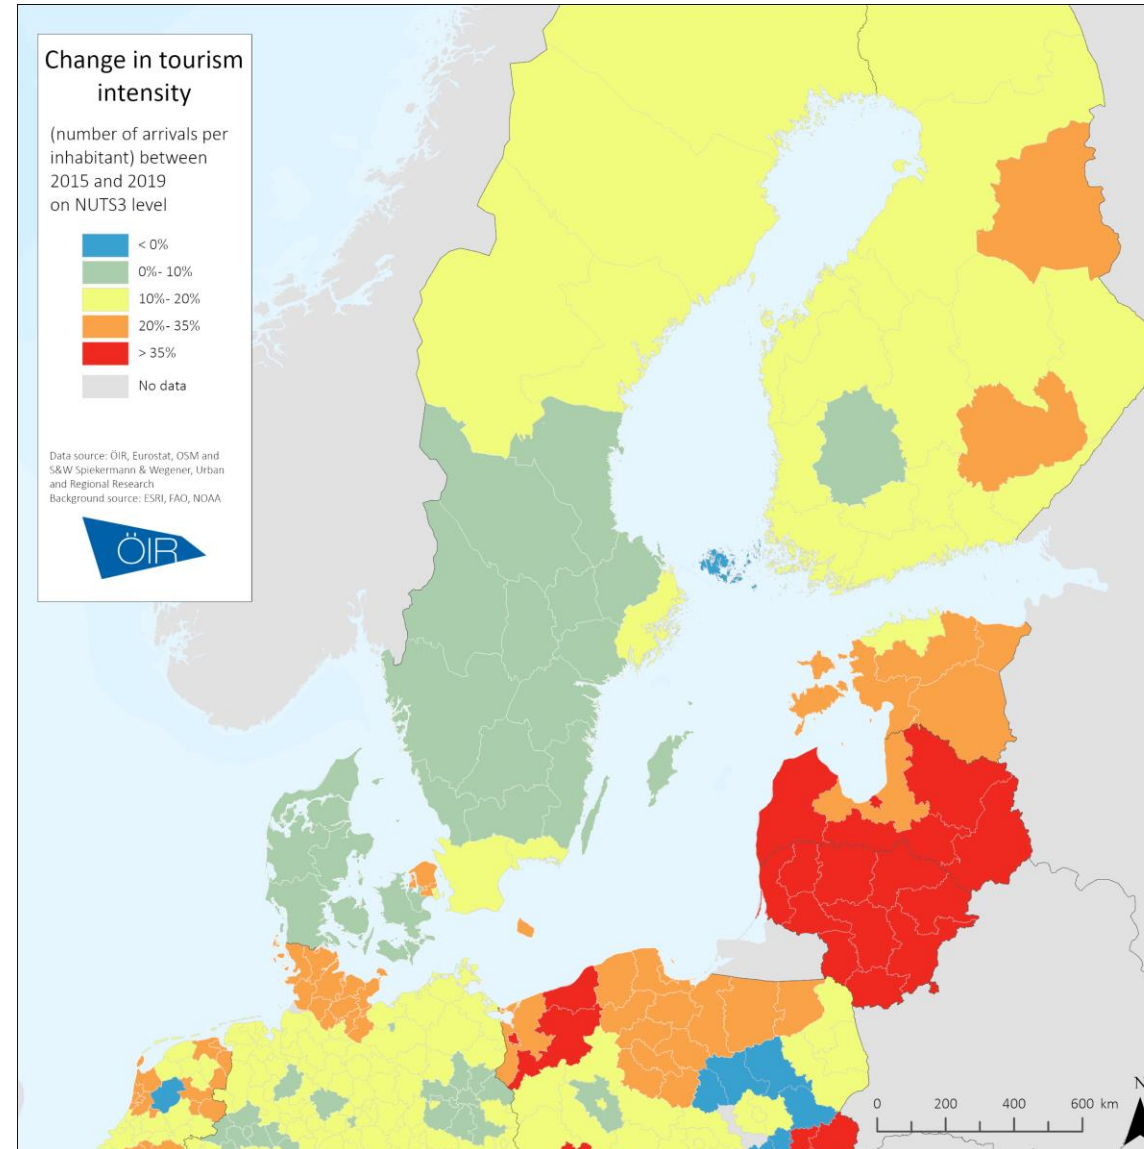 Change in tourism
intensity
(number of arrivals per
inhabitant) between
2015 and 2019
on NUTS3 level
< 0%
0%- 10%
10%- 20%
20%- 35%
> 35%
No data
Data source: ÖIR, Eurostat, OSM and
S&W Spiekermann & Wegener, Urban
and Regional Research
Background source: ESRI, FAO, NOAA
ÖIR
N
0 200 400 600 km